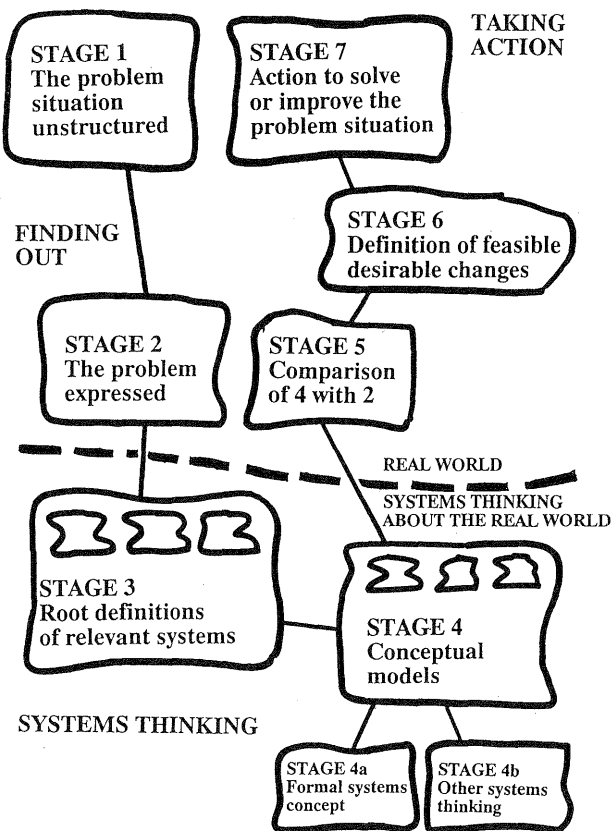 STAGE 1
The problem
situation
unstructured
STAGE 7
Action to solve
or improve the
problem situation
TAKING
ACTION
FINDING
OUT
STAGE 6
Definition of feasible
desirable changes
STAGE 2
The problem
expressed
STAGE 5
Comparison
of 4 with 2
REAL WORLD
SYSTEMS THINKING
ABOUT THE REAL WORLD
STAGE 3
Root definitions
of relevant systems
STAGE 4
Conceptual
models
SYSTEMS THINKING
STAGE 4a
Formal systems
concept
STAGE 4b
Other systems
thinking